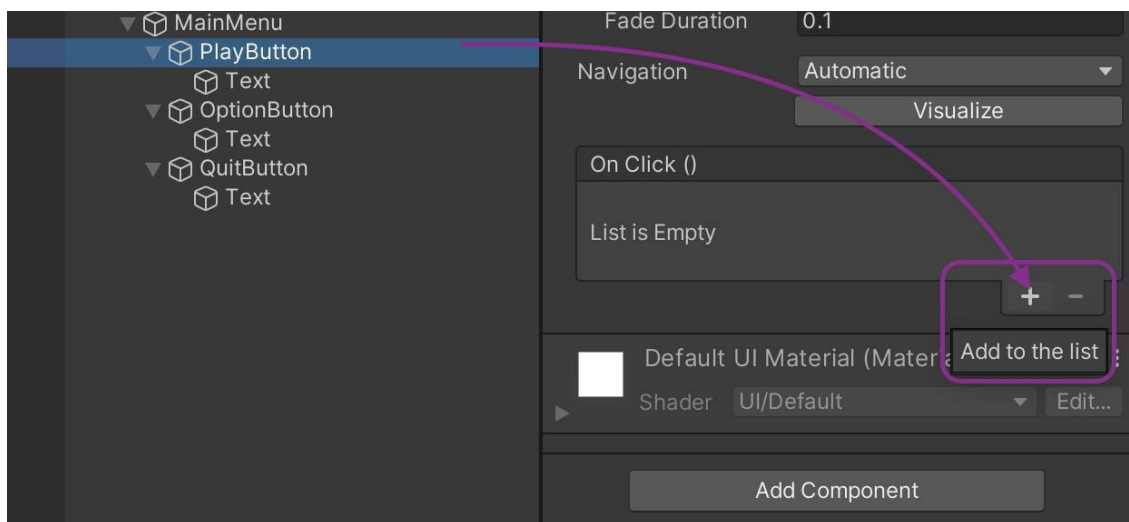 MainMenu
PlayButton
Text
OptionButton
Text
QuitButton
Text
Fade Duration 0.1
Navigation Automatic
Visualize
On Click ()
List is Empty
+ −
Default UI Material (Materia
Add to the list
Shader UI/Default Edit...
Add Component